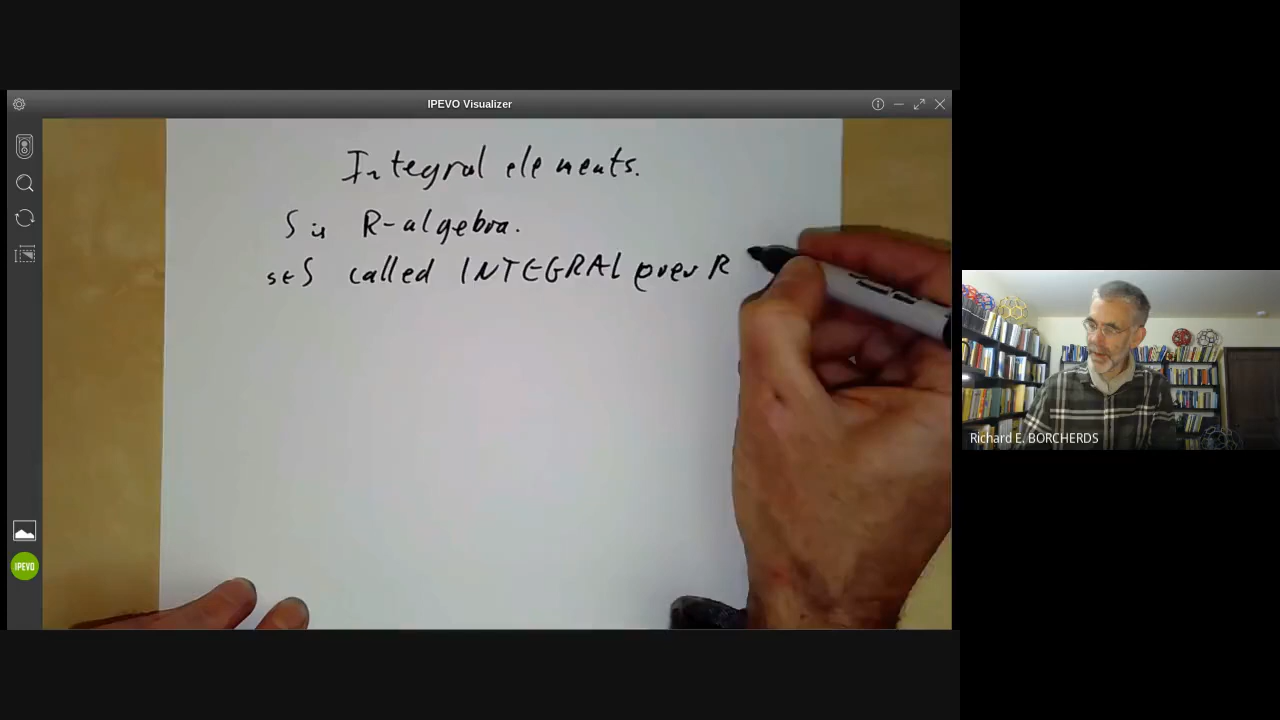 IPEVO Visualizer
Integral elements.
S is R-algebra.
s∈S called INTEGRAL over R
Richard E. BORCHERDS
IPEVO